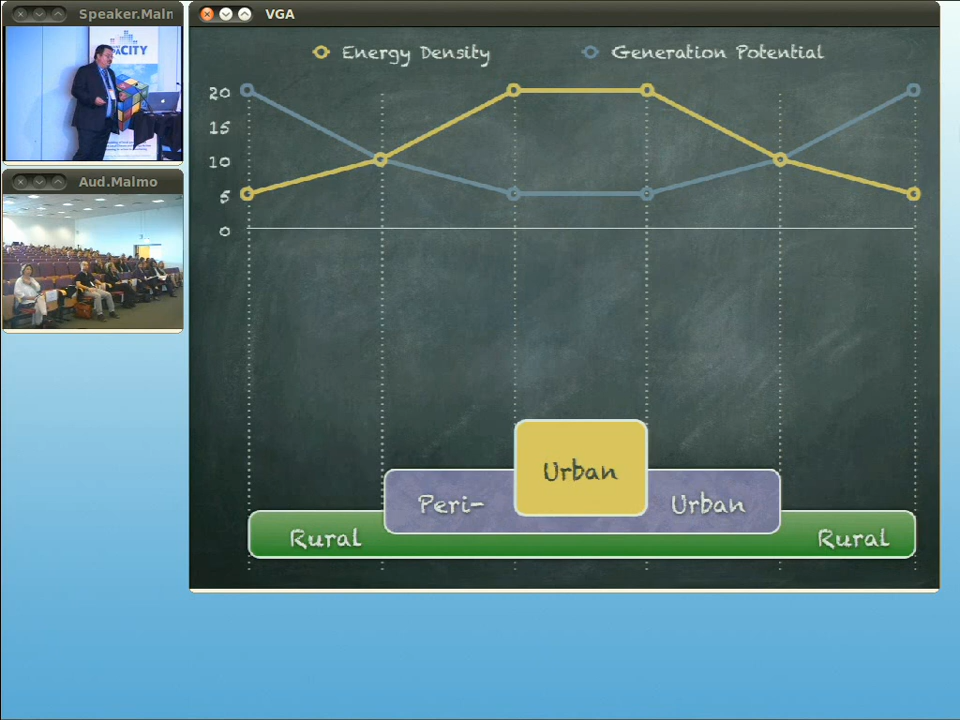 Speaker.Malm
VGA
CITY
Aud.Malmo
Energy Density
Generation Potential
20
15
10
5
0
Urban
Peri-
Urban
Rural
Rural